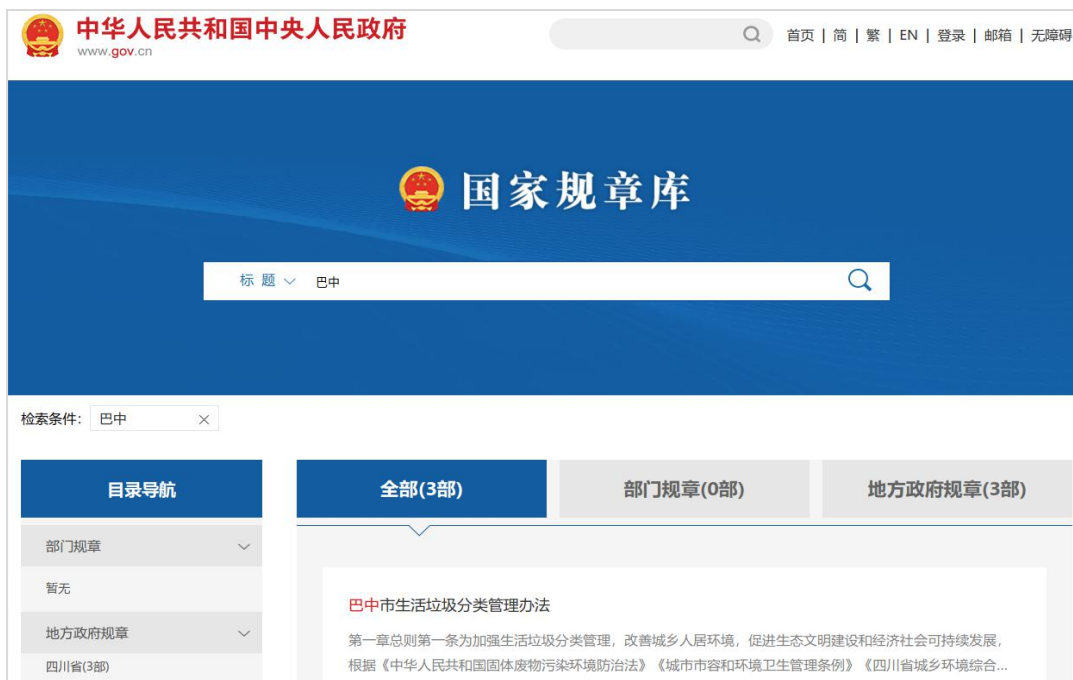 中华人民共和国中央人民政府
www.gov.cn
首页 | 简 | 繁 | EN | 登录 | 邮箱 | 无障碍
国家规章库
标 题 巴中
检索条件: 巴中
目录导航
全部(3部) 部门规章(0部) 地方政府规章(3部)
部门规章
暂无
地方政府规章
四川省(3部)
巴中市生活垃圾分类管理办法
第一章总则第一条为加强生活垃圾分类管理，改善城乡人居环境，促进生态文明建设和经济社会可持续发展，
根据《中华人民共和国固体废物污染环境防治法》《城市市容和环境卫生管理条例》《四川省城乡环境综合...